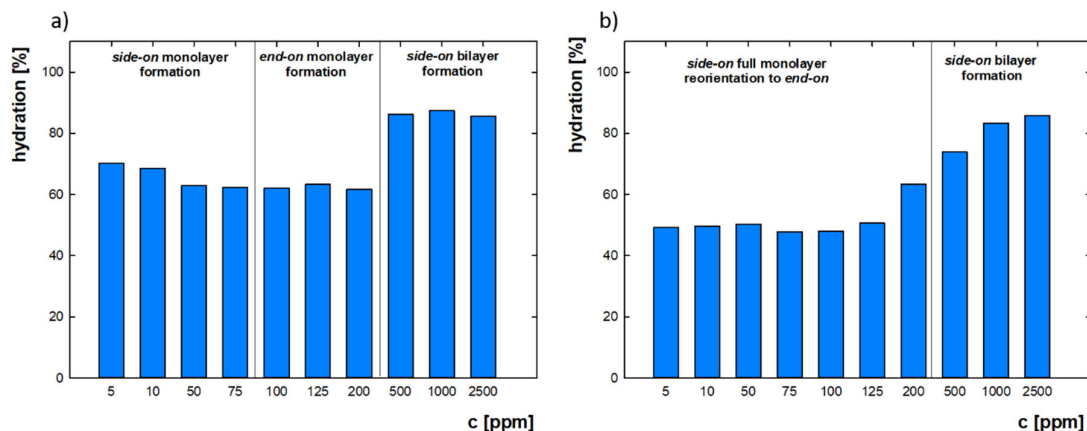 a)
hydration [%]
side-on monolayer
formation
end-on monolayer
formation
side-on bilayer
formation
100
80
60
40
20
0
5 10 50 75 100 125 200 500 1000 2500
c [ppm]
b)
hydration [%]
side-on full monolayer
reorientation to end-on
side-on bilayer
formation
100
80
60
40
20
0
5 10 50 75 100 125 200 500 1000 2500
c [ppm]